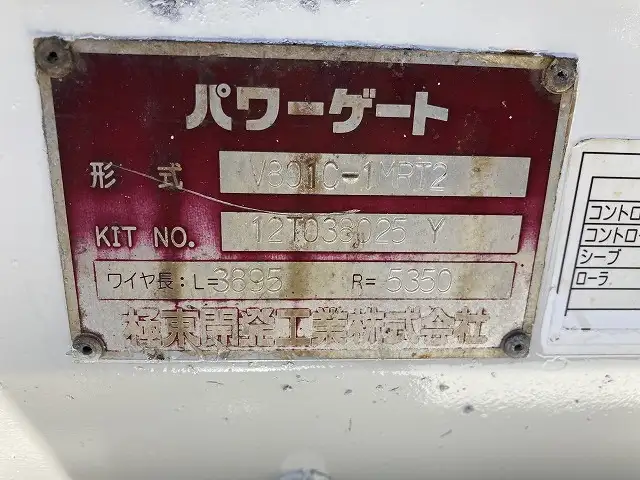 パワーゲート
形式 V801C-1MRT2
KIT NO. 12T038025 Y
ワイヤ長：L=3895 R=5350
極東開発工業株式会社
コントロ
コントロー
シーブ
ローラ